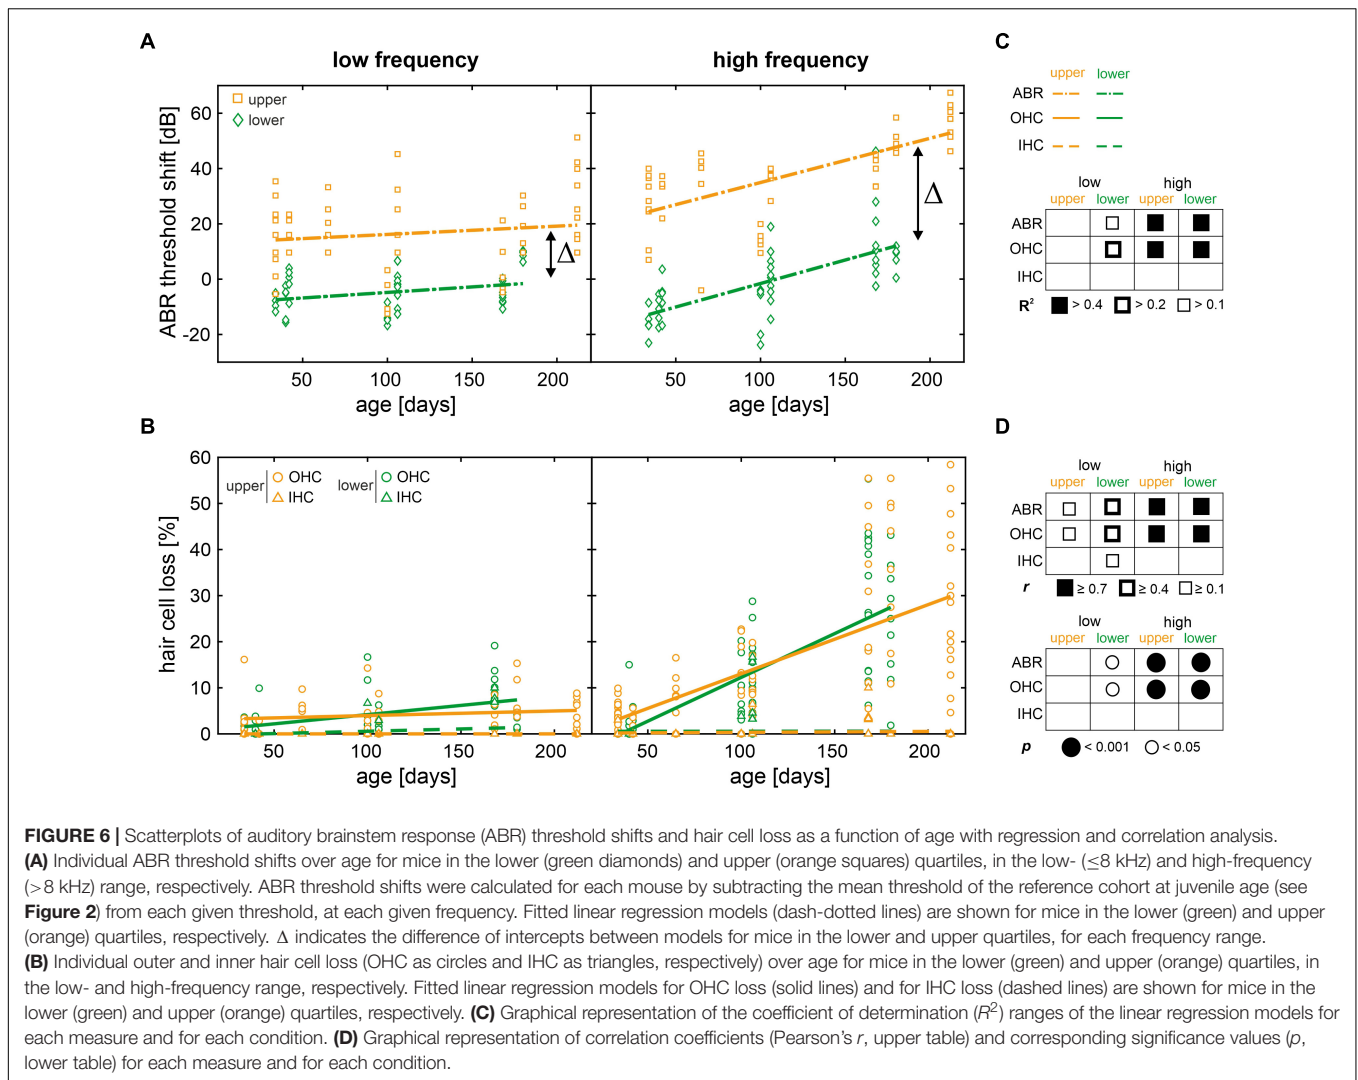 A
low frequency
high frequency
ABR threshold shift [dB]
60
40
20
0
-20
upper
lower
Δ
Δ
50
100
150
200
50
100
150
200
age [days]
age [days]
C
upper lower
ABR
OHC
IHC
low high
upper lower upper lower
ABR
OHC
IHC
R² > 0.4 > 0.2 > 0.1
B
hair cell loss [%]
60
50
40
30
20
10
0
upper OHC lower OHC
IHC IHC
50
100
150
200
50
100
150
200
age [days]
age [days]
D
low high
upper lower upper lower
ABR
OHC
IHC
r ≥ 0.7 ≥ 0.4 ≥ 0.1
low high
upper lower upper lower
ABR
OHC
IHC
p < 0.001 < 0.05
FIGURE 6 | Scatterplots of auditory brainstem response (ABR) threshold shifts and hair cell loss as a function of age with regression and correlation analysis.
(A) Individual ABR threshold shifts over age for mice in the lower (green diamonds) and upper (orange squares) quartiles, in the low- (≤8 kHz) and high-frequency
(>8 kHz) range, respectively. ABR threshold shifts were calculated for each mouse by subtracting the mean threshold of the reference cohort at juvenile age (see
Figure 2) from each given threshold, at each given frequency. Fitted linear regression models (dash-dotted lines) are shown for mice in the lower (green) and upper
(orange) quartiles, respectively. Δ indicates the difference of intercepts between models for mice in the lower and upper quartiles, for each frequency range.
(B) Individual outer and inner hair cell loss (OHC as circles and IHC as triangles, respectively) over age for mice in the lower (green) and upper (orange) quartiles, in
the low- and high-frequency range, respectively. Fitted linear regression models for OHC loss (solid lines) and for IHC loss (dashed lines) are shown for mice in the
lower (green) and upper (orange) quartiles, respectively. (C) Graphical representation of the coefficient of determination (R²) ranges of the linear regression models for
each measure and for each condition. (D) Graphical representation of correlation coefficients (Pearson's r, upper table) and corresponding significance values (p,
lower table) for each measure and for each condition.